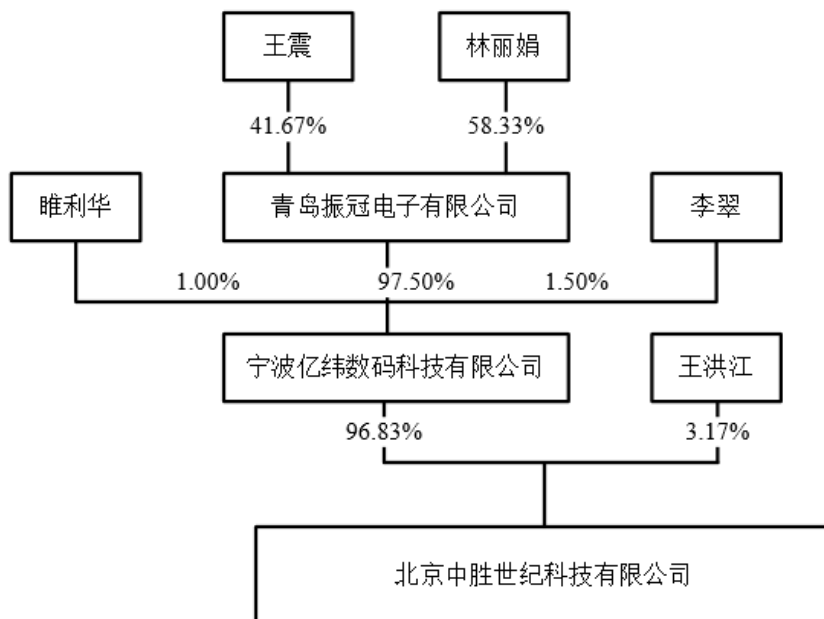 王震
林丽娟
41.67%
58.33%
睢利华
青岛振冠电子有限公司
李翠
1.00%
97.50%
1.50%
宁波亿纬数码科技有限公司
王洪江
96.83%
3.17%
北京中胜世纪科技有限公司